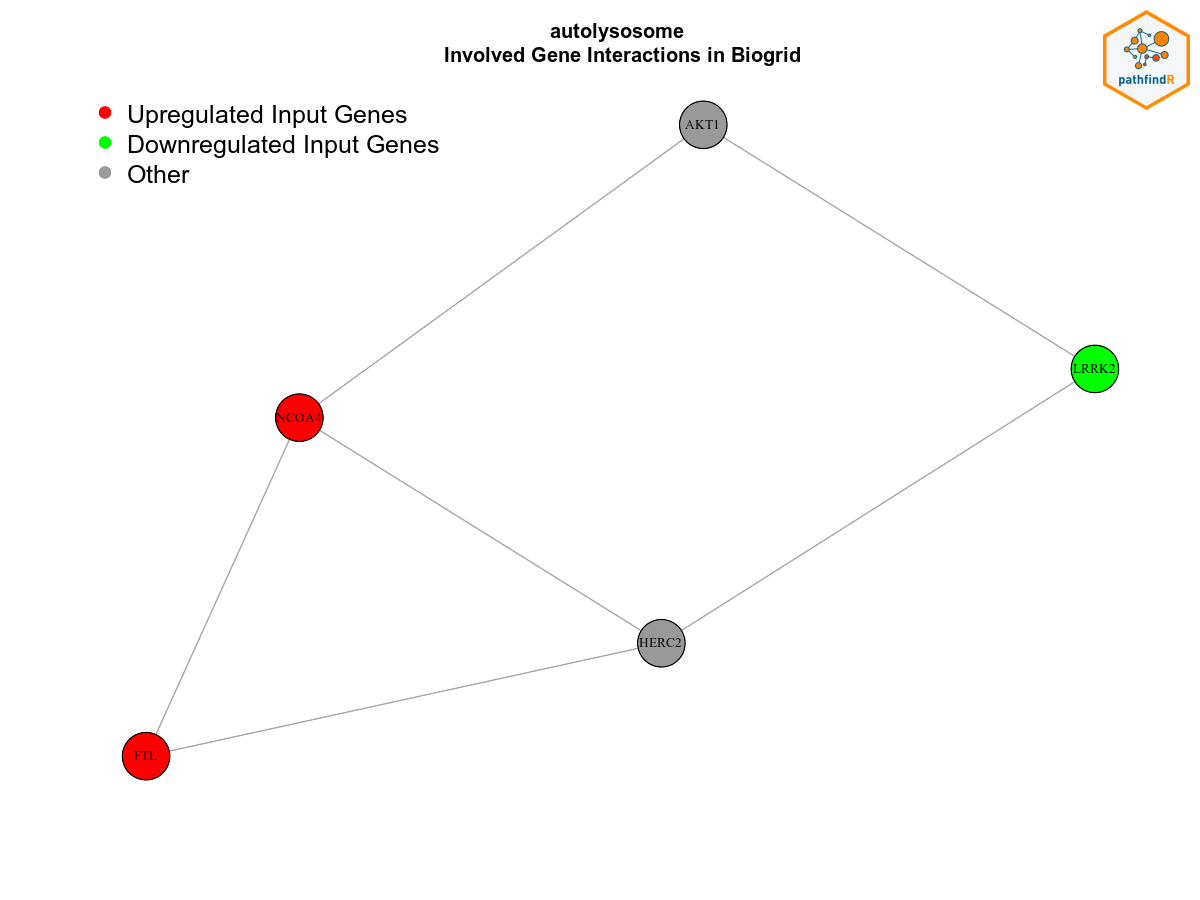 autolysosome
Involved Gene Interactions in Biogrid
pathfindR
Upregulated Input Genes
Downregulated Input Genes
Other
AKT1
LRRK2
NCOA4
HERC2
FTL